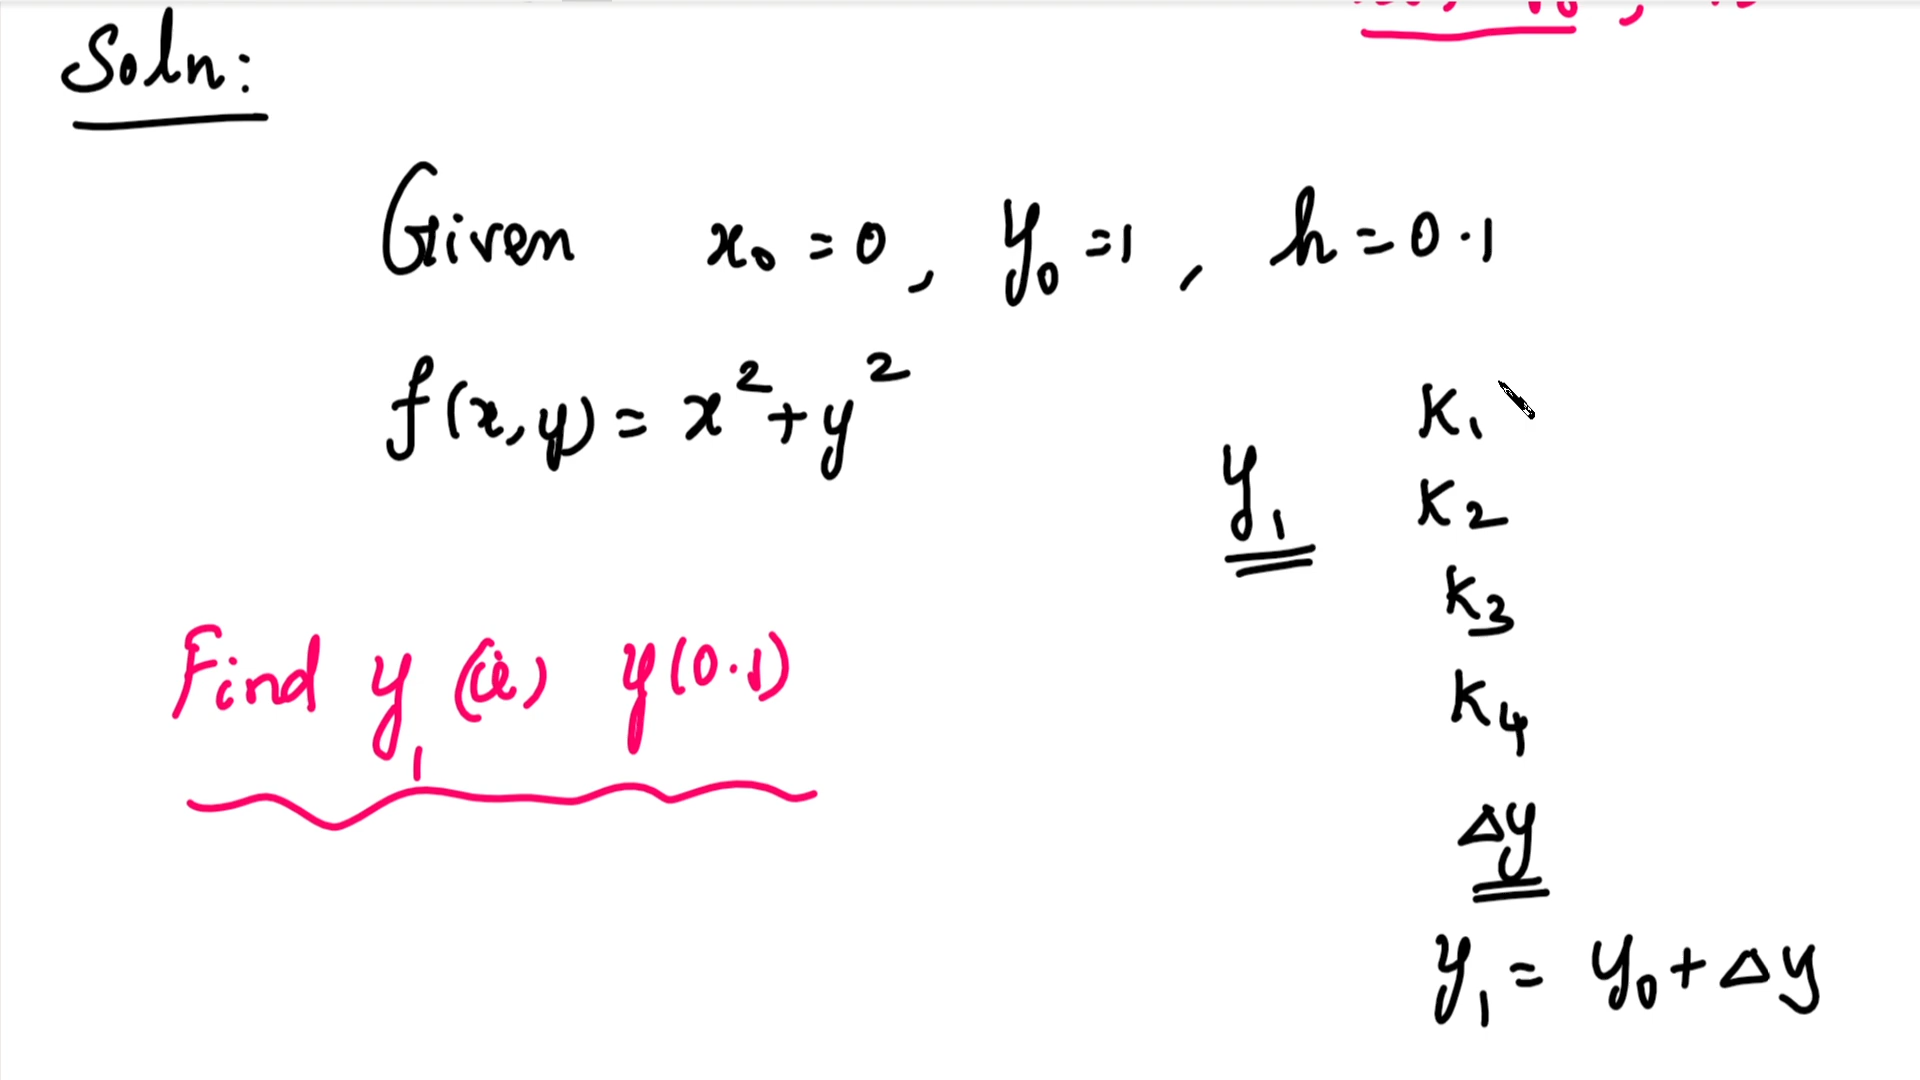 Soln:
Given x₀ = 0, y₀ = 1, h = 0.1
f(x,y) = x² + y²
Find y₁ (ie) y(0.1)
y₁
K₁
K₂
K₃
K₄
Δy
y₁ = y₀ + Δy